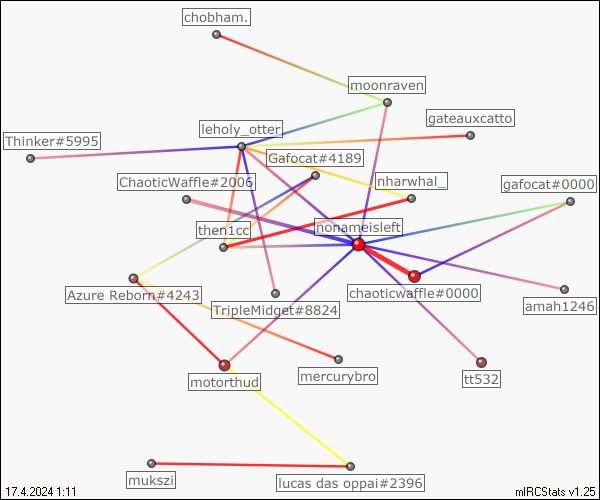 chobham.
moonraven
gateauxcatto
leholy_otter
Thinker#5995
Gafocat#4189
ChaoticWaffle#2006
nharwhal_
gafocat#0000
then1cc
nonameisleft
Azure Reborn#4243
chaoticwaffle#0000
TripleMidget#8824
amah1246
motorthud
mercurybro
tt532
mukszi
lucas das oppai#2396
17.4.2024 1:11
mIRCStats v1.25